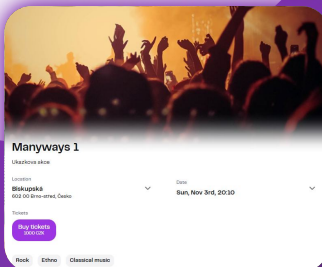 Manyways 1
Ukazkova akce
Location
Biskupská
602 00 Brno-střed, Česko
Date
Sun, Nov 3rd, 20:10
Tickets
Buy tickets
1000 CZK
Rock
Ethno
Classical music